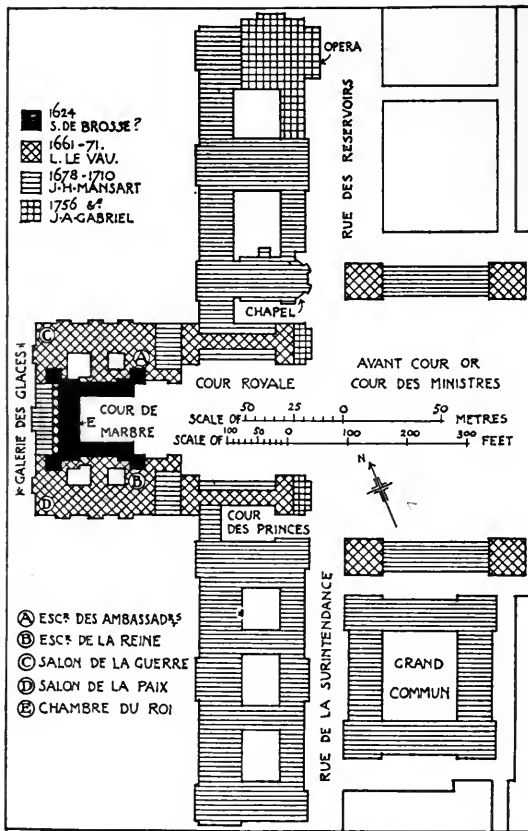 OPERA
1624
S. DE BROSSE?
1661-71.
L. LE VAU.
1678-1710
J·H·MANSART
1756 &c.
J·A·GABRIEL
RUE DES RESERVOIRS
CHAPEL
C
A
GALERIE DES GLACES
E
COUR DE
MARBRE
COUR ROYALE
AVANT COUR OR
COUR DES MINISTRES
SCALE OF 50 25 0 50 METRES
SCALE OF 100 50 0 100 200 300 FEET
N
B
D
COUR
DES PRINCES
A ESCR. DES AMBASSADRS
B ESCR. DE LA REINE
C SALON DE LA GUERRE
D SALON DE LA PAIX
E CHAMBRE DU ROI
RUE DE LA SURINTENDANCE
GRAND
COMMUN